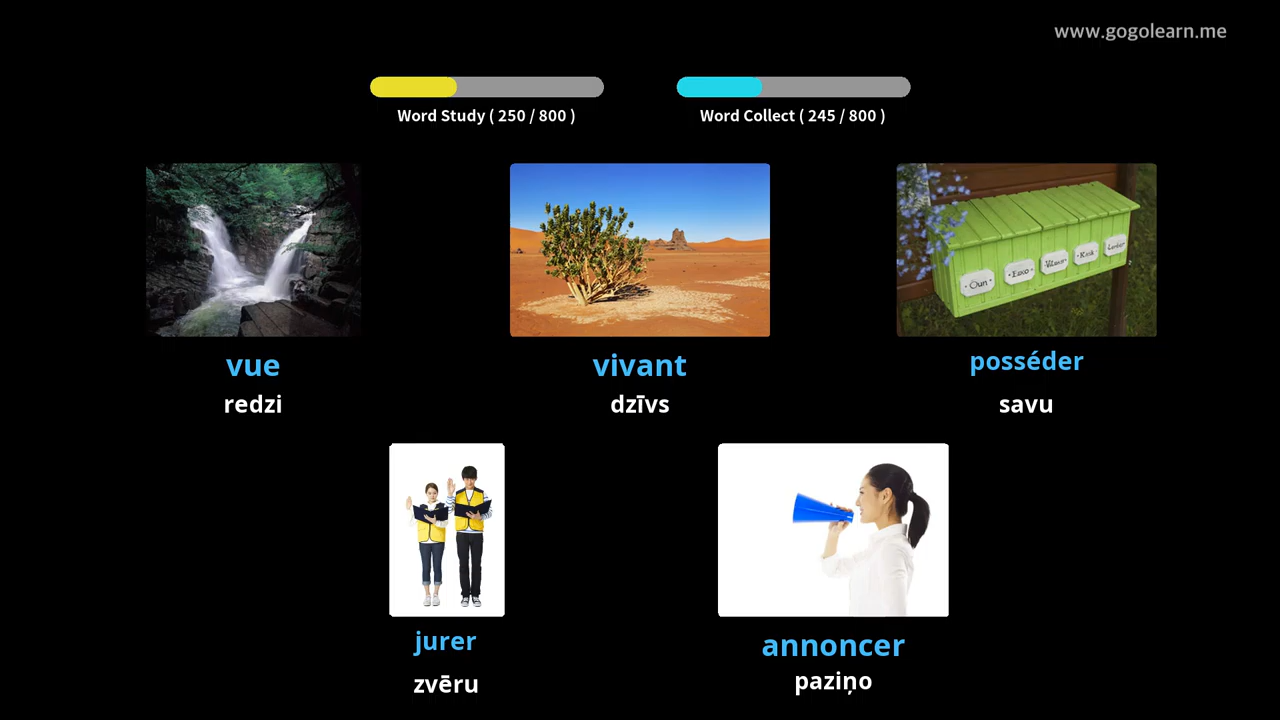 www.gogolearn.me
Word Study ( 250 / 800 )
Word Collect ( 245 / 800 )
vue
redzi
vivant
dzīvs
posséder
savu
jurer
zvēru
annoncer
paziņo